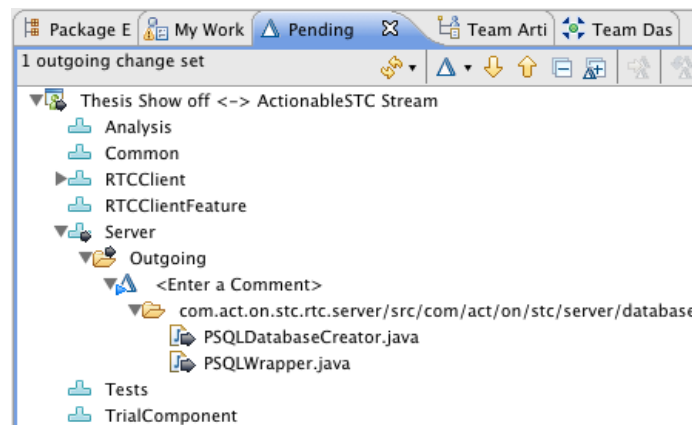 Package E My Work Pending Team Arti Team Das
1 outgoing change set
Thesis Show off <-> ActionableSTC Stream
Analysis
Common
RTCClient
RTCClientFeature
Server
Outgoing
<Enter a Comment>
com.act.on.stc.rtc.server/src/com/act/on/stc/server/database
PSQLDatabaseCreator.java
PSQLWrapper.java
Tests
TrialComponent